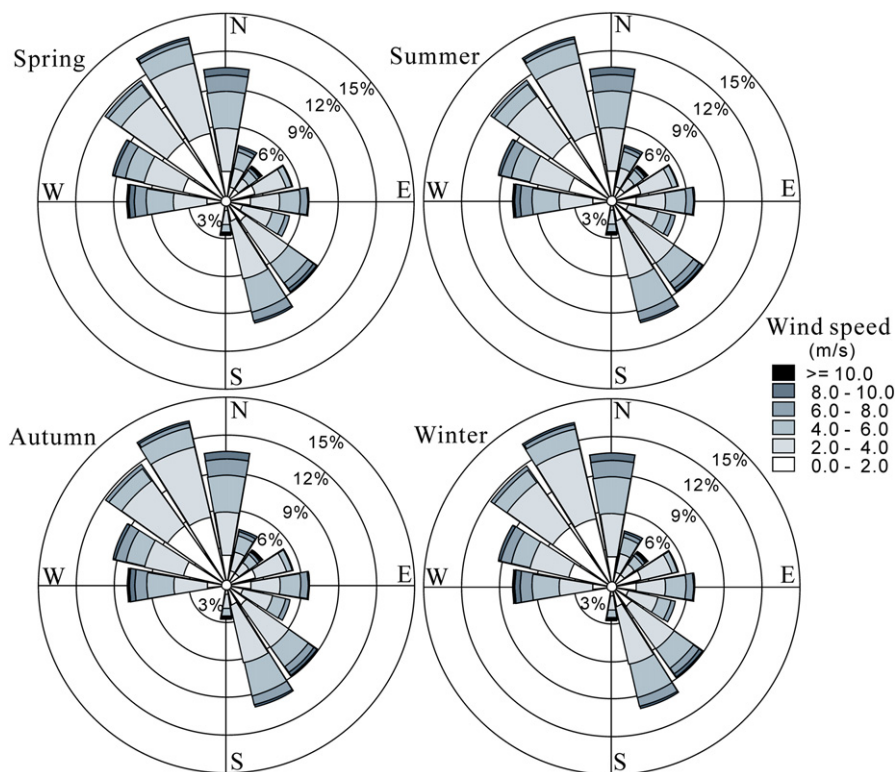 N
Spring
15%
12%
9%
6%
W
E
3%
S
N
Summer
15%
12%
9%
6%
W
E
3%
S
Wind speed
(m/s)
>= 10.0
8.0 - 10.0
6.0 - 8.0
4.0 - 6.0
2.0 - 4.0
0.0 - 2.0
N
Autumn
15%
12%
9%
6%
W
E
3%
S
N
Winter
15%
12%
9%
6%
W
E
3%
S